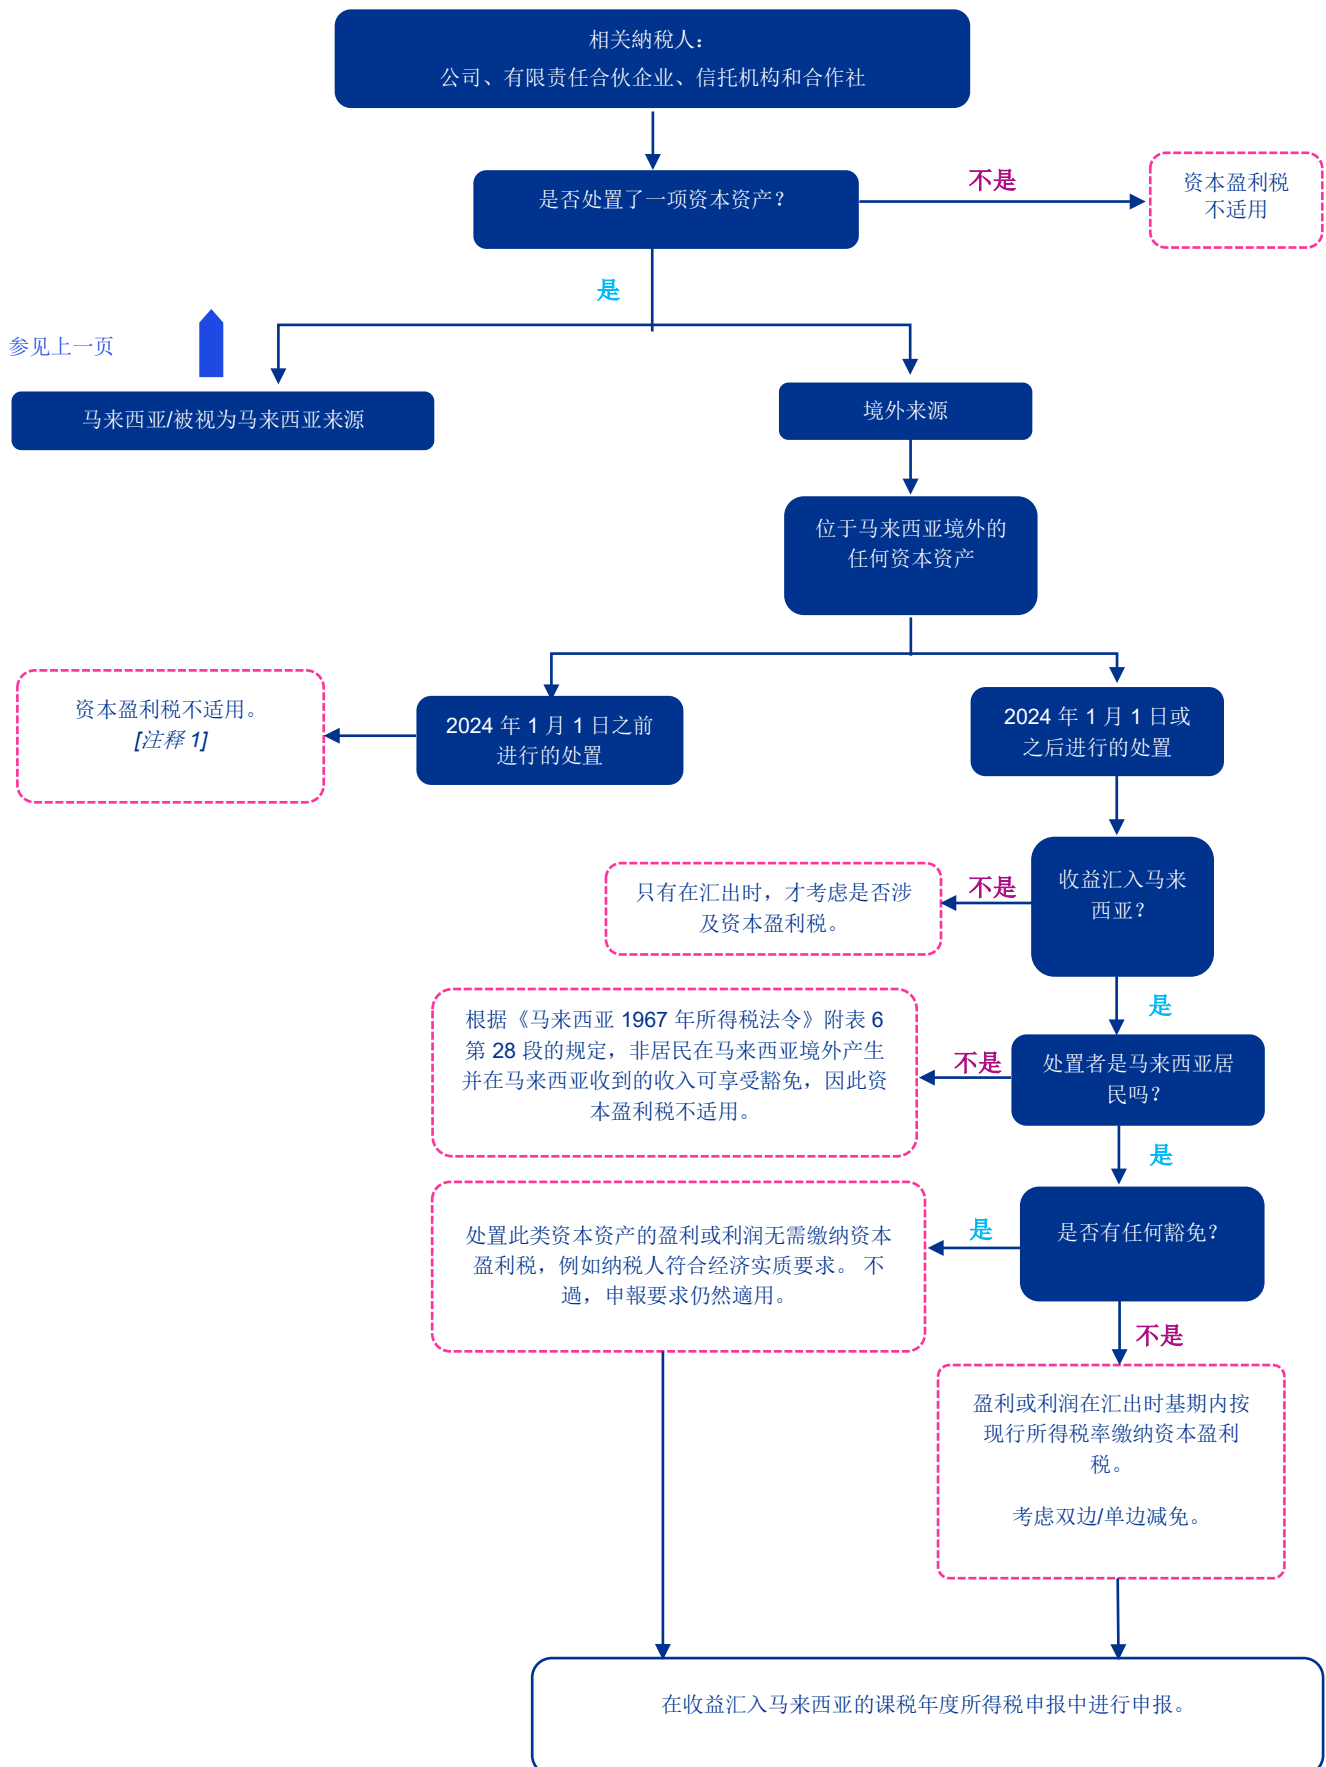 相关納税人：
公司、有限责任合伙企业、信托机构和合作社
是否处置了一项资本资产？
不是
资本盈利税
不适用
是
参见上一页
马来西亚/被视为马来西亚来源
境外来源
位于马来西亚境外的
任何资本资产
资本盈利税不适用。
[注释 1]
2024 年 1 月 1 日之前
进行的处置
2024 年 1 月 1 日或
之后进行的处置
只有在汇出时，才考虑是否涉
及资本盈利税。
不是
收益汇入马来
西亚？
是
根据《马来西亚 1967 年所得税法令》附表 6
第 28 段的规定，非居民在马来西亚境外产生
并在马来西亚收到的收入可享受豁免，因此资
本盈利税不适用。
不是
处置者是马来西亚居
民吗？
是
处置此类资本资产的盈利或利润无需缴纳资本
盈利税，例如纳税人符合经济实质要求。 不
過，申報要求仍然適用。
是
是否有任何豁免？
不是
盈利或利润在汇出时基期内按
现行所得税率缴纳资本盈利
税。
考虑双边/单边减免。
在收益汇入马来西亚的课税年度所得税申报中进行申报。